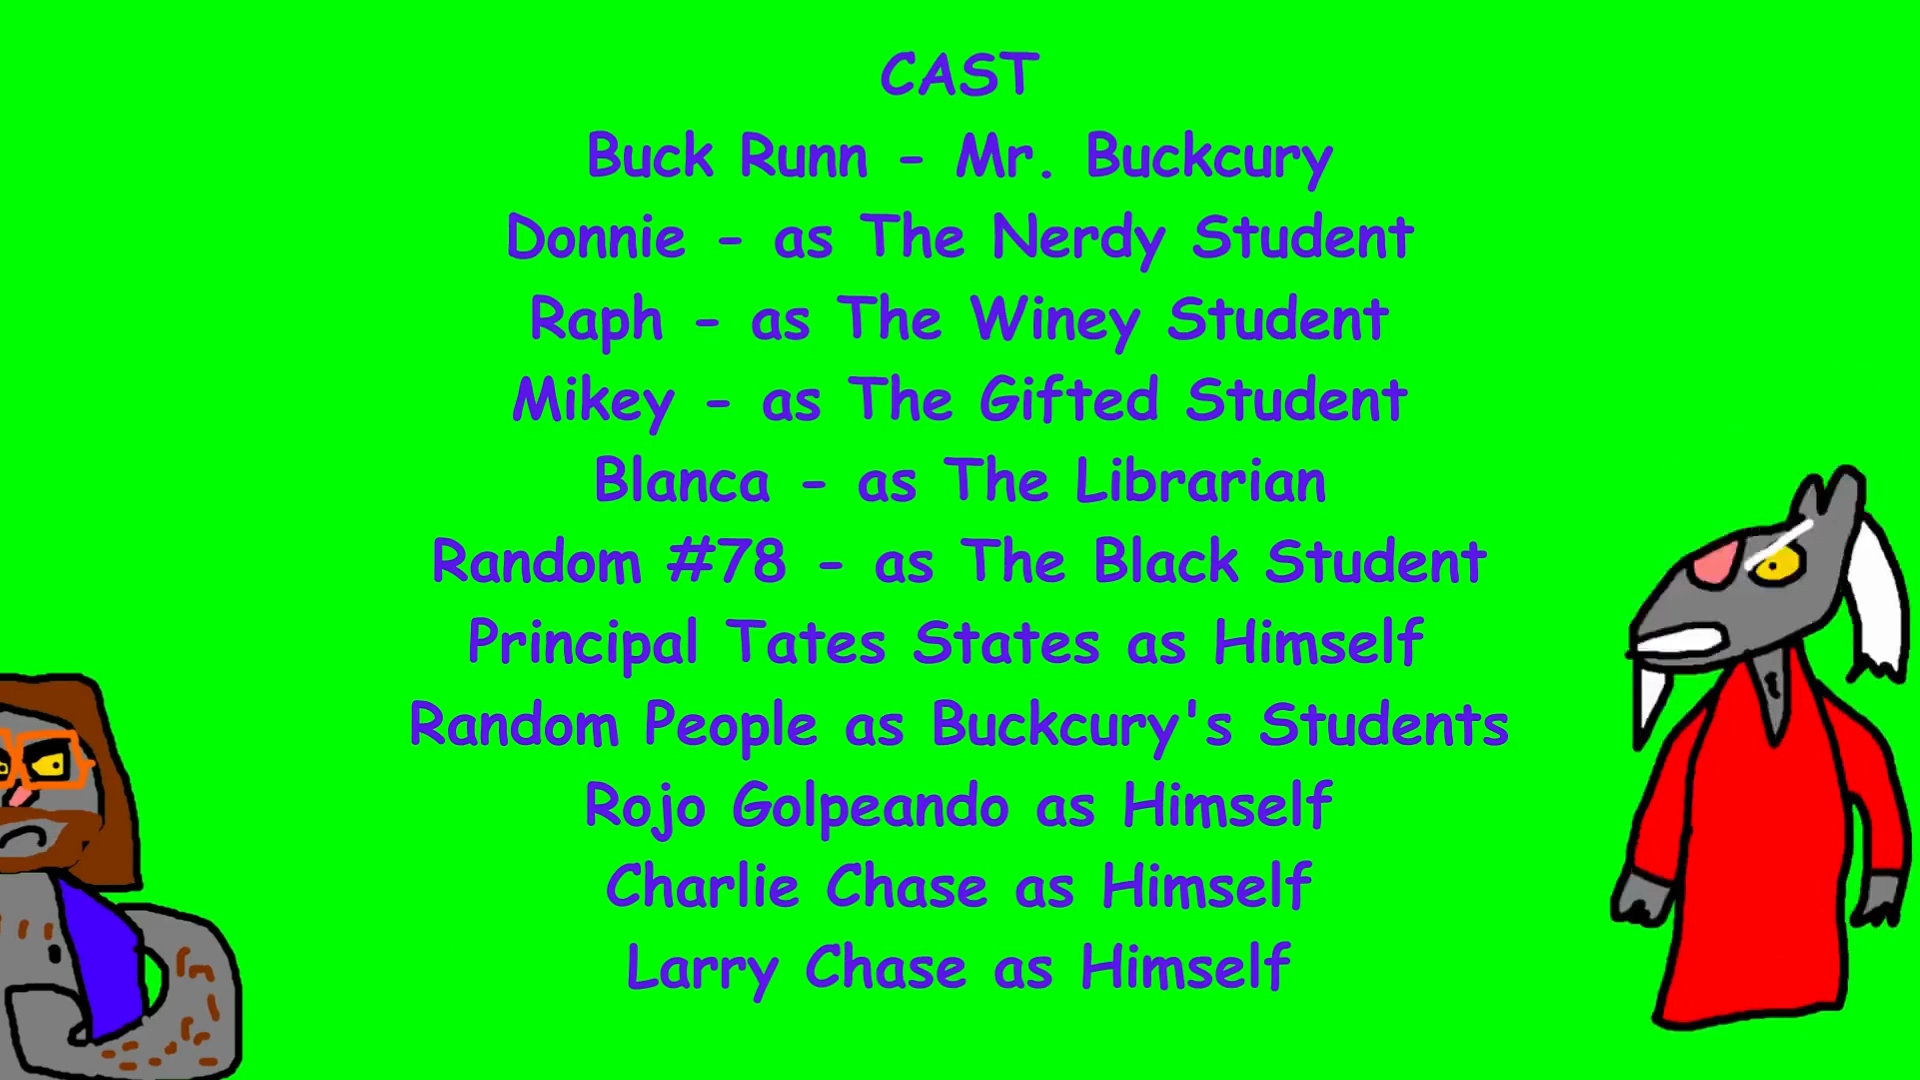 CAST
Buck Runn - Mr. Buckcury
Donnie - as The Nerdy Student
Raph - as The Winey Student
Mikey - as The Gifted Student
Blanca - as The Librarian
Random #78 - as The Black Student
Principal Tates States as Himself
Random People as Buckcury's Students
Rojo Golpeando as Himself
Charlie Chase as Himself
Larry Chase as Himself